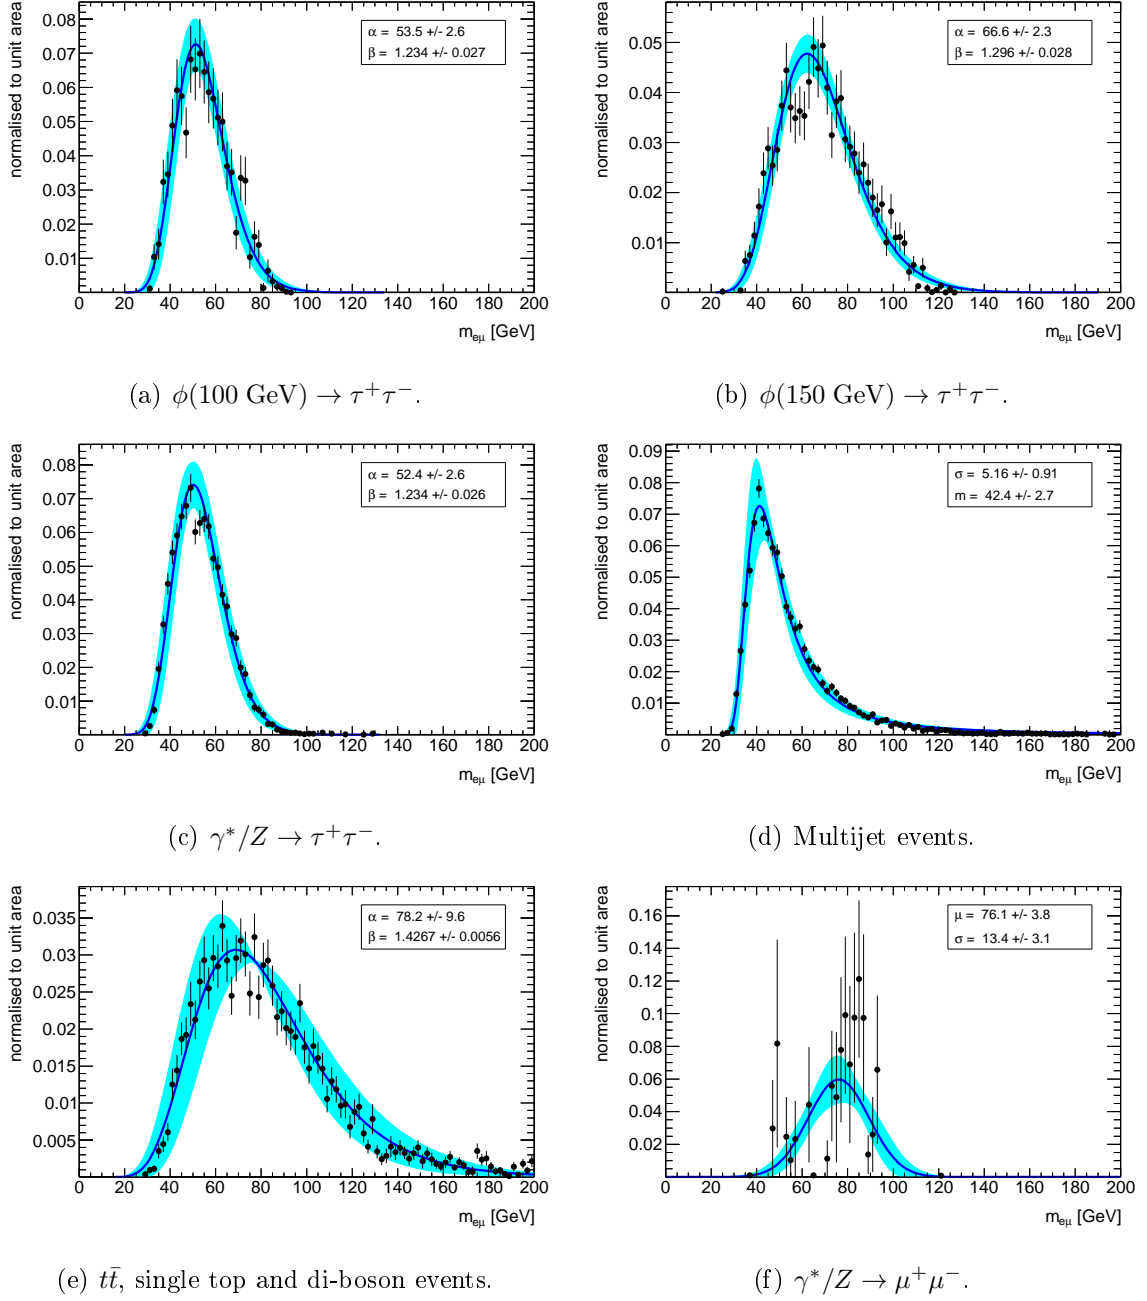 normalised to unit area
0.08
0.07
0.06
0.05
0.04
0.03
0.02
0.01
α = 53.5 +/- 2.6
β = 1.234 +/- 0.027
0 20 40 60 80 100 120 140 160 180 200
m_eμ [GeV]
(a) ϕ(100 GeV) → τ⁺τ⁻.
normalised to unit area
0.05
0.04
0.03
0.02
0.01
α = 66.6 +/- 2.3
β = 1.296 +/- 0.028
0 20 40 60 80 100 120 140 160 180 200
m_eμ [GeV]
(b) ϕ(150 GeV) → τ⁺τ⁻.
normalised to unit area
0.08
0.07
0.06
0.05
0.04
0.03
0.02
0.01
α = 52.4 +/- 2.6
β = 1.234 +/- 0.026
0 20 40 60 80 100 120 140 160 180 200
m_eμ [GeV]
(c) γ*/Z → τ⁺τ⁻.
normalised to unit area
0.09
0.08
0.07
0.06
0.05
0.04
0.03
0.02
0.01
σ = 5.16 +/- 0.91
m = 42.4 +/- 2.7
0 20 40 60 80 100 120 140 160 180 200
m_eμ [GeV]
(d) Multijet events.
normalised to unit area
0.035
0.03
0.025
0.02
0.015
0.01
0.005
α = 78.2 +/- 9.6
β = 1.4267 +/- 0.0056
0 20 40 60 80 100 120 140 160 180 200
m_eμ [GeV]
(e) tt̄, single top and di-boson events.
normalised to unit area
0.16
0.14
0.12
0.1
0.08
0.06
0.04
0.02
μ = 76.1 +/- 3.8
σ = 13.4 +/- 3.1
0 20 40 60 80 100 120 140 160 180 200
m_eμ [GeV]
(f) γ*/Z → μ⁺μ⁻.